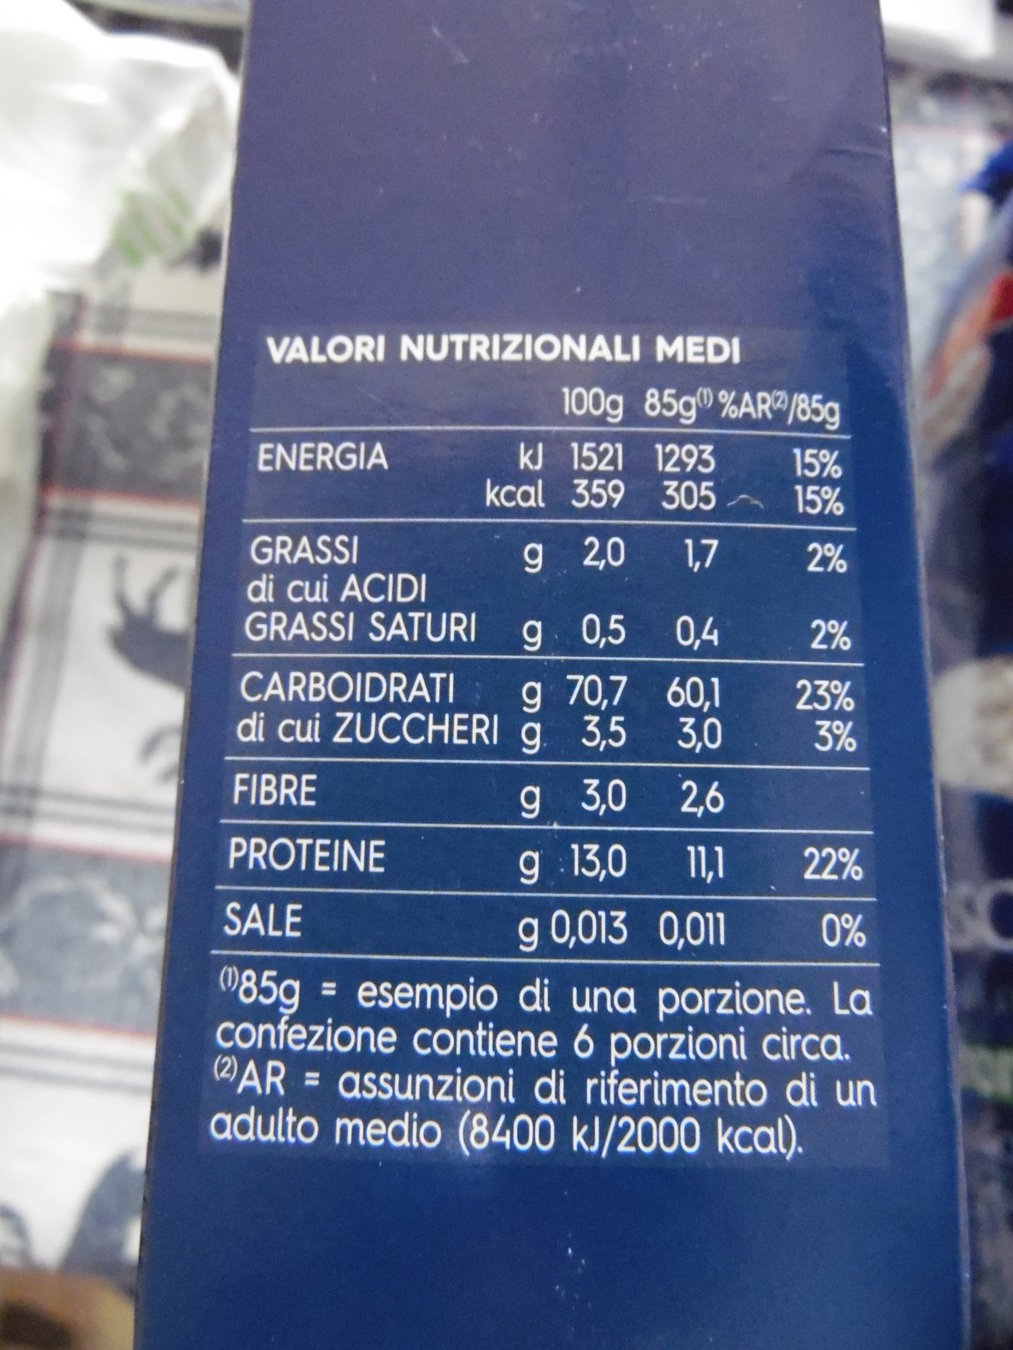 VALORI NUTRIZIONALI MEDI
100g 85g⁽¹⁾ %AR⁽²⁾/85g
ENERGIA kJ 1521 1293 15%
kcal 359 305 15%
GRASSI g 2,0 1,7 2%
di cui ACIDI
GRASSI SATURI g 0,5 0,4 2%
CARBOIDRATI g 70,7 60,1 23%
di cui ZUCCHERI g 3,5 3,0 3%
FIBRE g 3,0 2,6
PROTEINE g 13,0 11,1 22%
SALE g 0,013 0,011 0%
⁽¹⁾85g = esempio di una porzione. La
confezione contiene 6 porzioni circa.
⁽²⁾AR = assunzioni di riferimento di un
adulto medio (8400 kJ/2000 kcal).